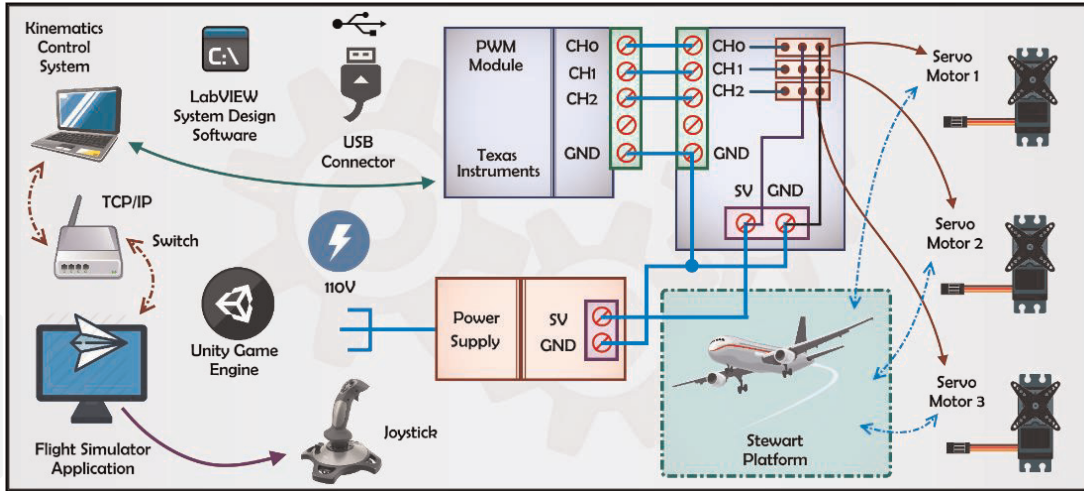 Kinematics
Control
System
C:\
LabVIEW
System Design
Software
USB
Connector
PWM
Module
Texas
Instruments
CH0
CH1
CH2
GND
CH0
CH1
CH2
GND
SV
GND
Servo
Motor 1
Servo
Motor 2
Servo
Motor 3
TCP/IP
Switch
110V
Unity Game
Engine
Power
Supply
SV
GND
Flight Simulator
Application
Joystick
Stewart
Platform